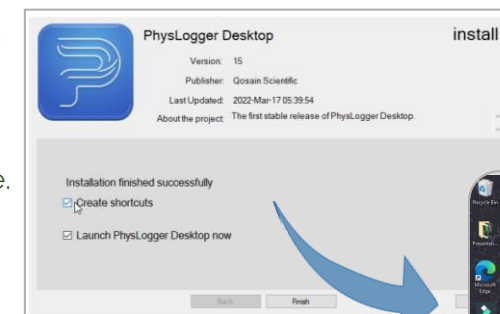 PhysLogger Desktop
install
Version: 15
Publisher: Qosain Scientific
Last Updated: 2022-Mar-17 05:39:54
About the project: The first stable release of PhysLogger Desktop.
e.
Installation finished successfully
Create shortcuts
Launch PhysLogger Desktop now
Back
Finish
Recycle Bin
Presentati...
Microsoft
Edge